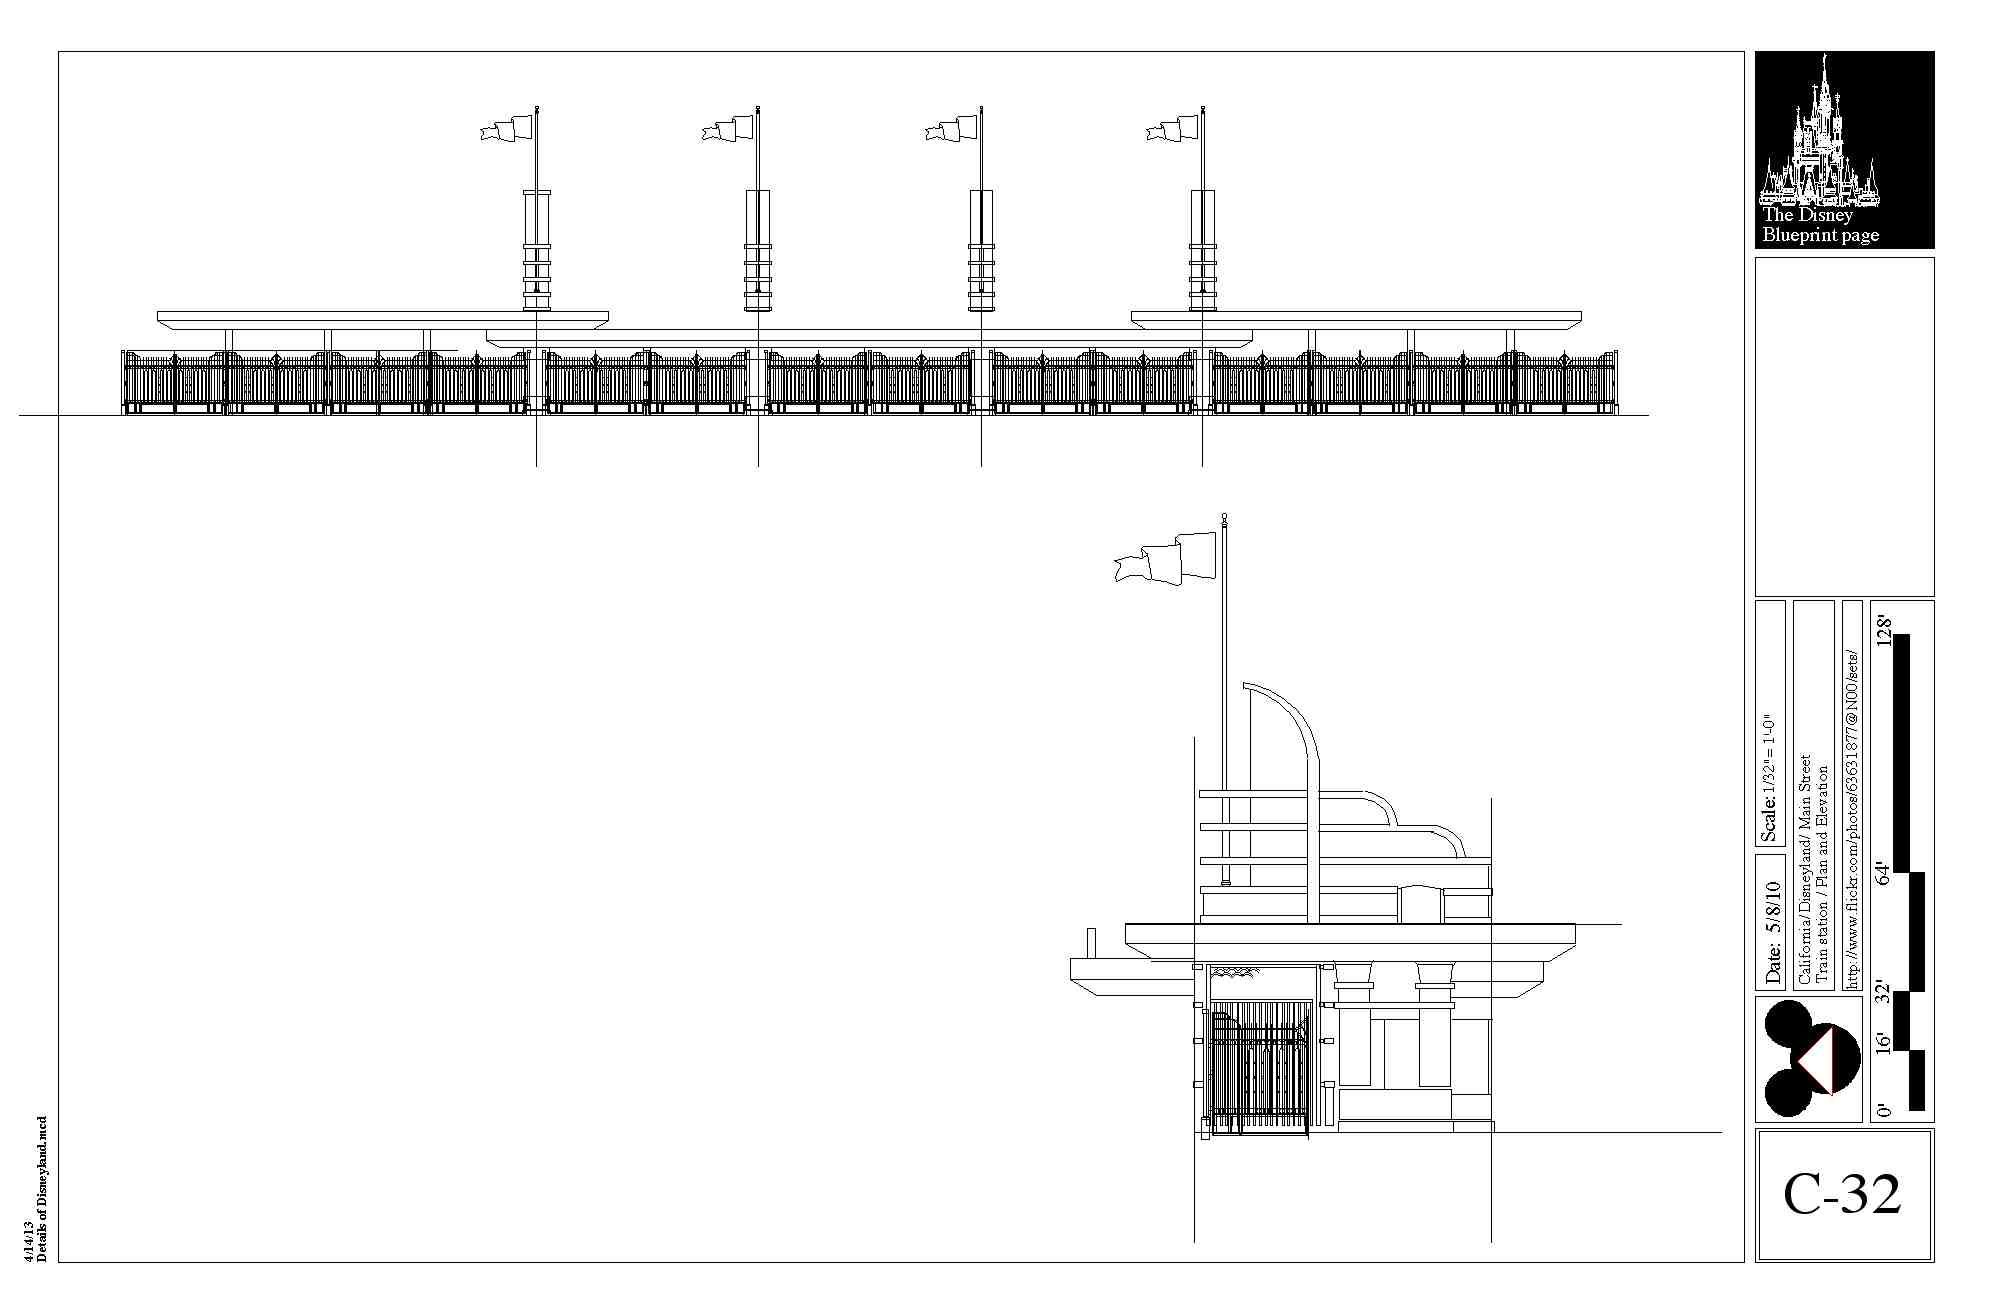 The Disney
Blueprint page
Scale: 1/32" = 1'-0"
Date: 5/8/10
California/Disneyland/ Main Street
Train station / Plan and Elevation
http://www.flickr.com/photos/63631877@N00/sets/
128'
64'
32'
16'
0'
C-32
4/14/13
Details of Disneyland.mcd